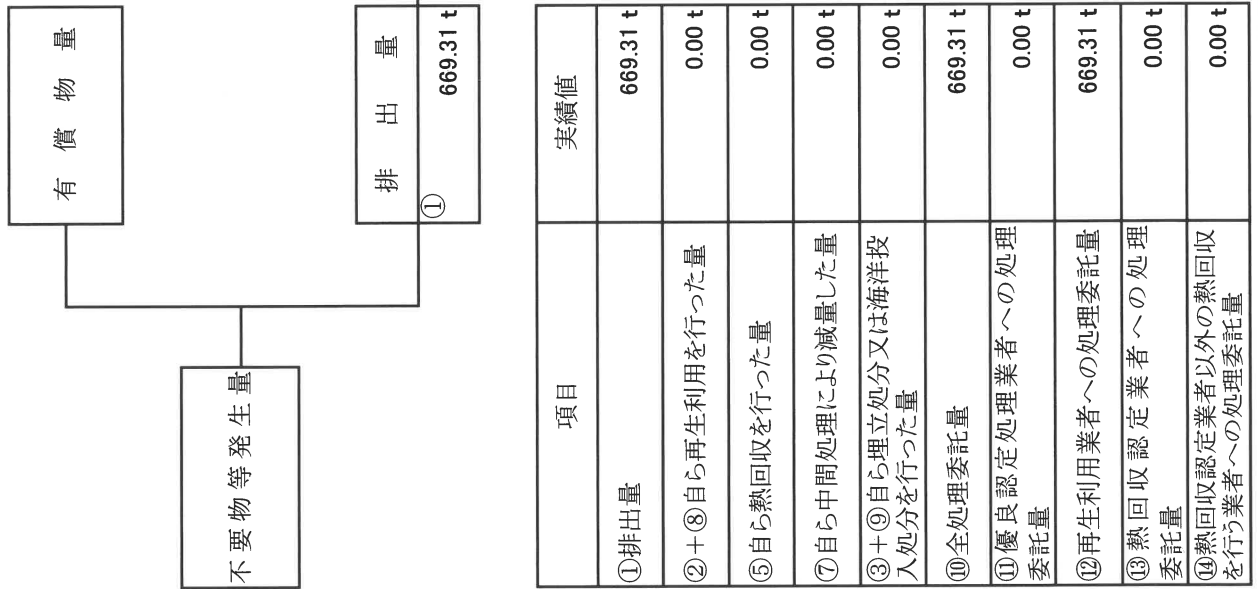 有償物量
排出量
① 669.31 t
不要物等発生量
項目 実績値
①排出量 669.31 t
②+⑧自ら再生利用を行った量 0.00 t
⑤自ら熱回収を行った量 0.00 t
⑦自ら中間処理により減量した量 0.00 t
③+⑨自ら埋立処分又は海洋投 0.00 t
入処分を行った量
⑩全処理委託量 669.31 t
⑪優良認定処理業者への処理 0.00 t
委託量
⑫再生利用業者への処理委託量 669.31 t
⑬熱回収認定業者への処理 0.00 t
委託量
⑭熱回収認定業者以外の熱回収 0.00 t
を行う業者への処理委託量